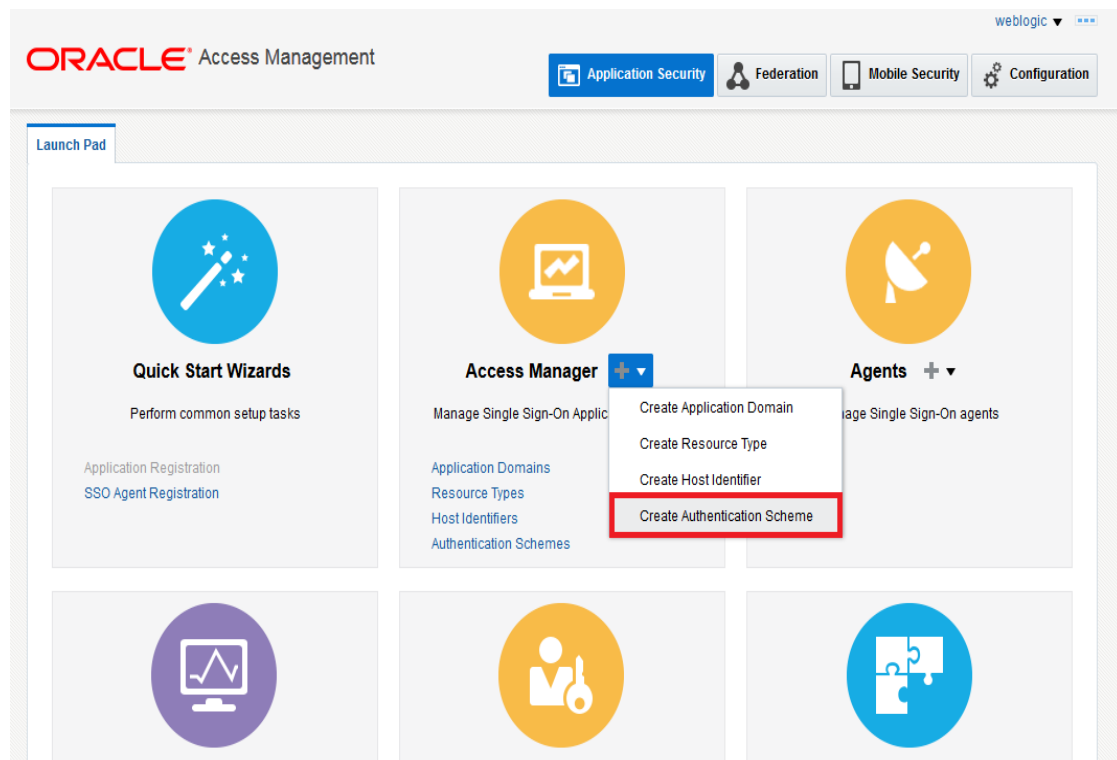 weblogic
ORACLE® Access Management
Application Security
Federation
Mobile Security
Configuration
Launch Pad
Quick Start Wizards
Perform common setup tasks
Application Registration
SSO Agent Registration
Access Manager
Manage Single Sign-On Applic
Application Domains
Resource Types
Host Identifiers
Authentication Schemes
Create Application Domain
Create Resource Type
Create Host Identifier
Create Authentication Scheme
Agents
age Single Sign-On agents